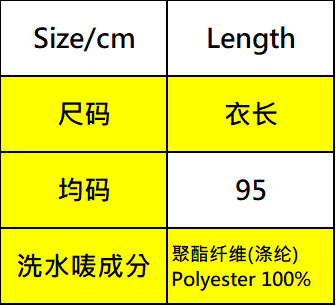 Size/cm Length
尺码 衣长
均码 95
洗水唛成分 聚酯纤维(涤纶)
Polyester 100%